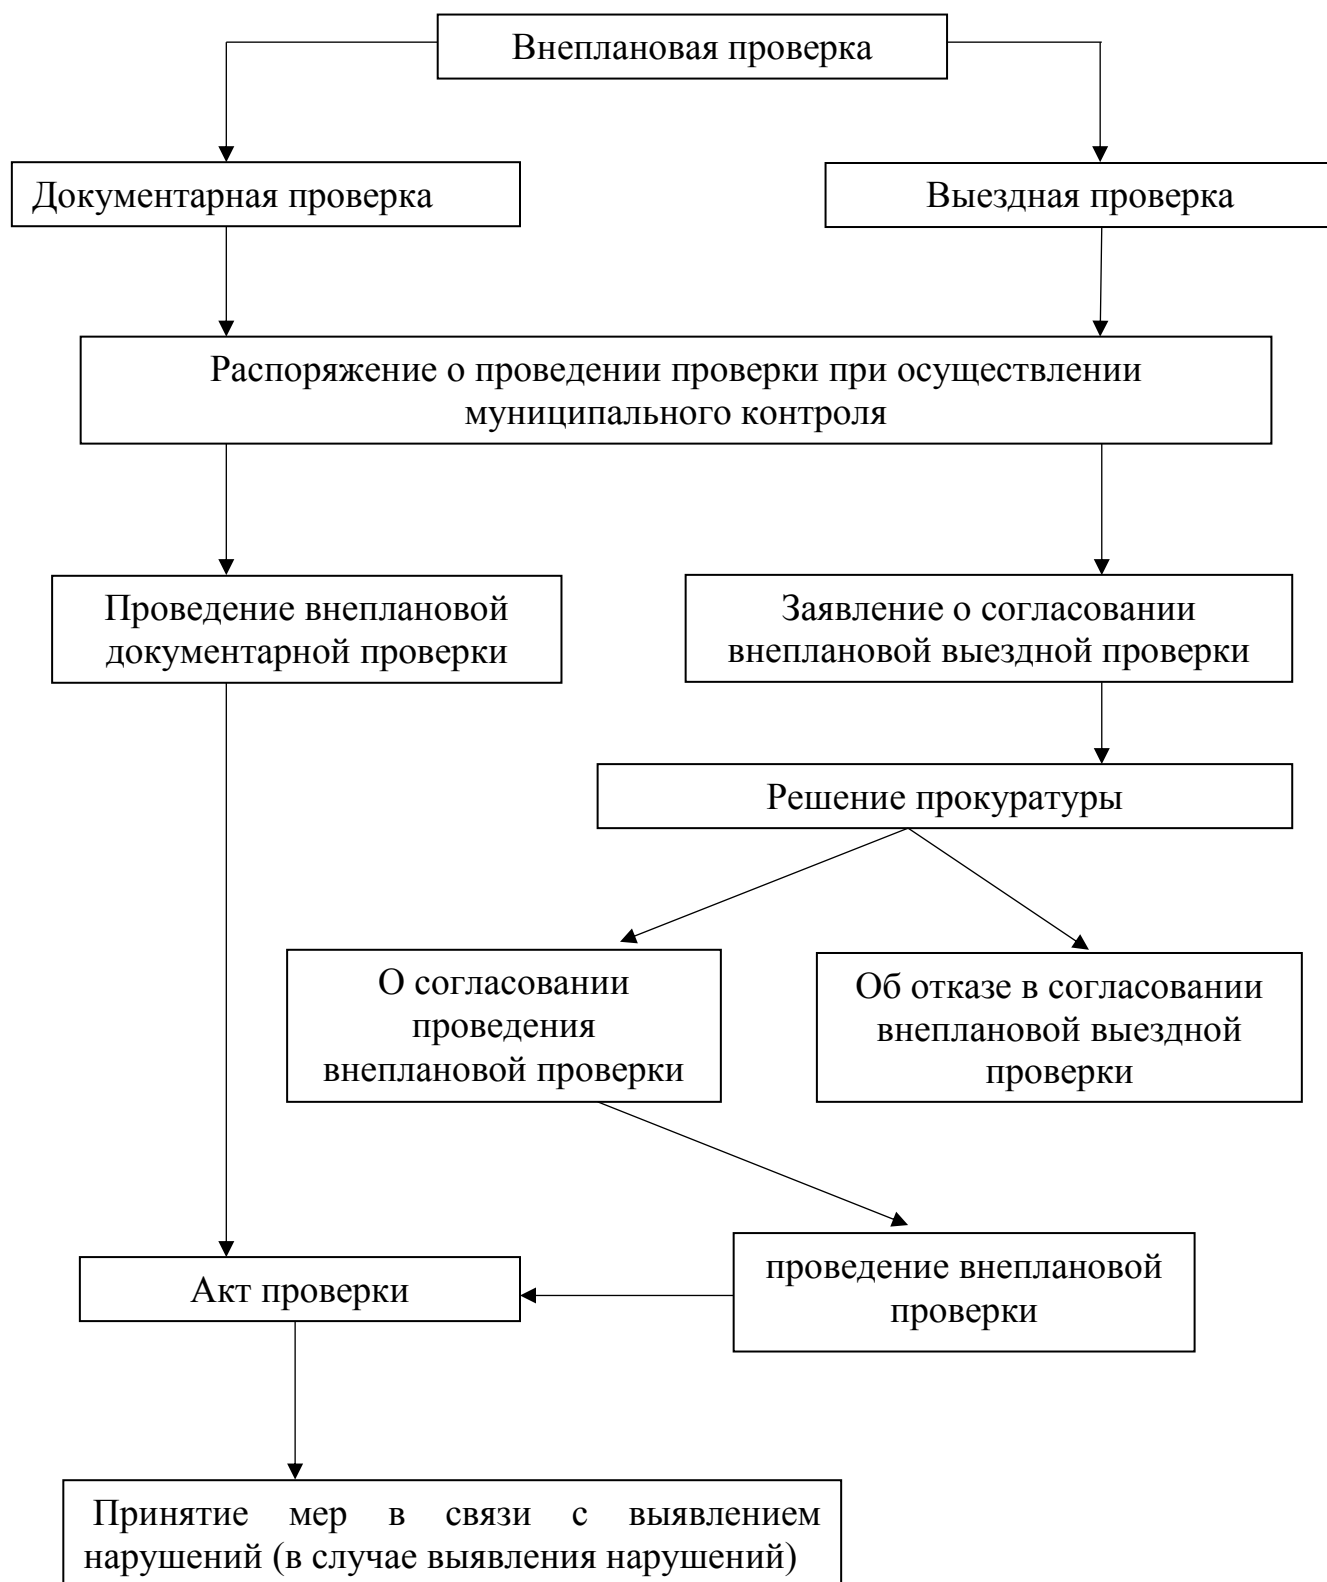 Внеплановая проверка
Документарная проверка
Выездная проверка
Распоряжение о проведении проверки при осуществлении
муниципального контроля
Проведение внеплановой
документарной проверки
Заявление о согласовании
внеплановой выездной проверки
Решение прокуратуры
О согласовании
проведения
внеплановой проверки
Об отказе в согласовании
внеплановой выездной
проверки
проведение внеплановой
проверки
Акт проверки
Принятие мер в связи с выявлением
нарушений (в случае выявления нарушений)